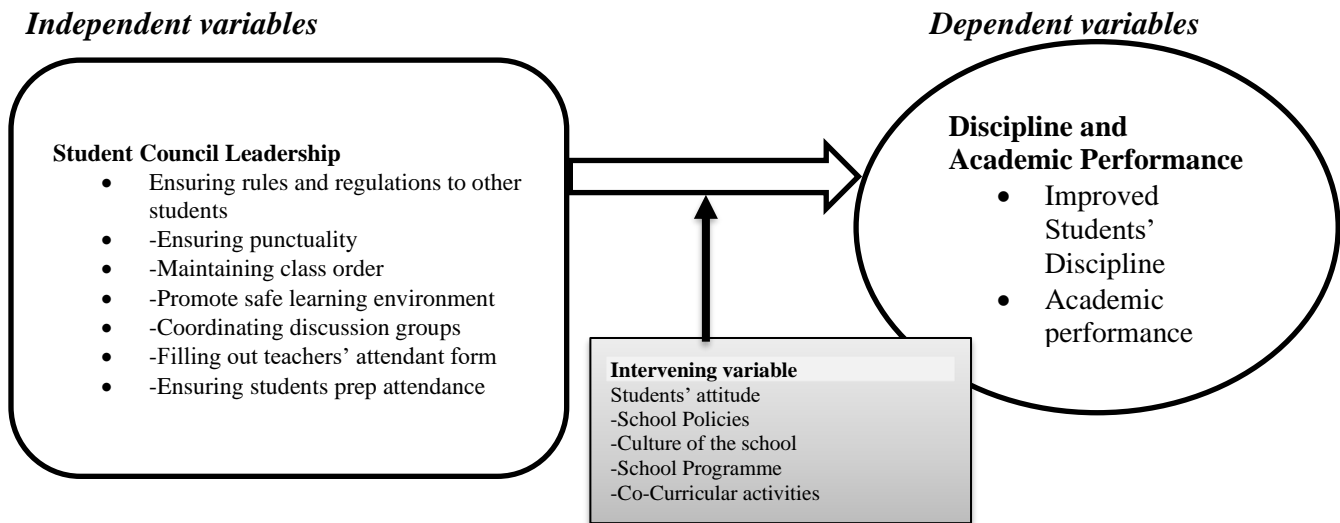 Independent variables
Dependent variables
Student Council Leadership
• Ensuring rules and regulations to other
students
• -Ensuring punctuality
• -Maintaining class order
• -Promote safe learning environment
• -Coordinating discussion groups
• -Filling out teachers’ attendant form
• -Ensuring students prep attendance
Discipline and
Academic Performance
• Improved
Students’
Discipline
• Academic
performance
Intervening variable
Students’ attitude
-School Policies
-Culture of the school
-School Programme
-Co-Curricular activities